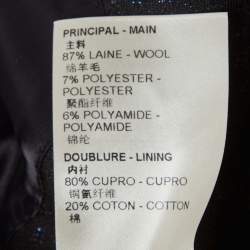 PRINCIPAL - MAIN
主料
87% LAINE - WOOL
绵羊毛
7% POLYESTER -
POLYESTER
聚酯纤维
6% POLYAMIDE -
POLYAMIDE
锦纶
DOUBLURE - LINING
内衬
80% CUPRO - CUPRO
铜氨纤维
20% COTON - COTTON
棉